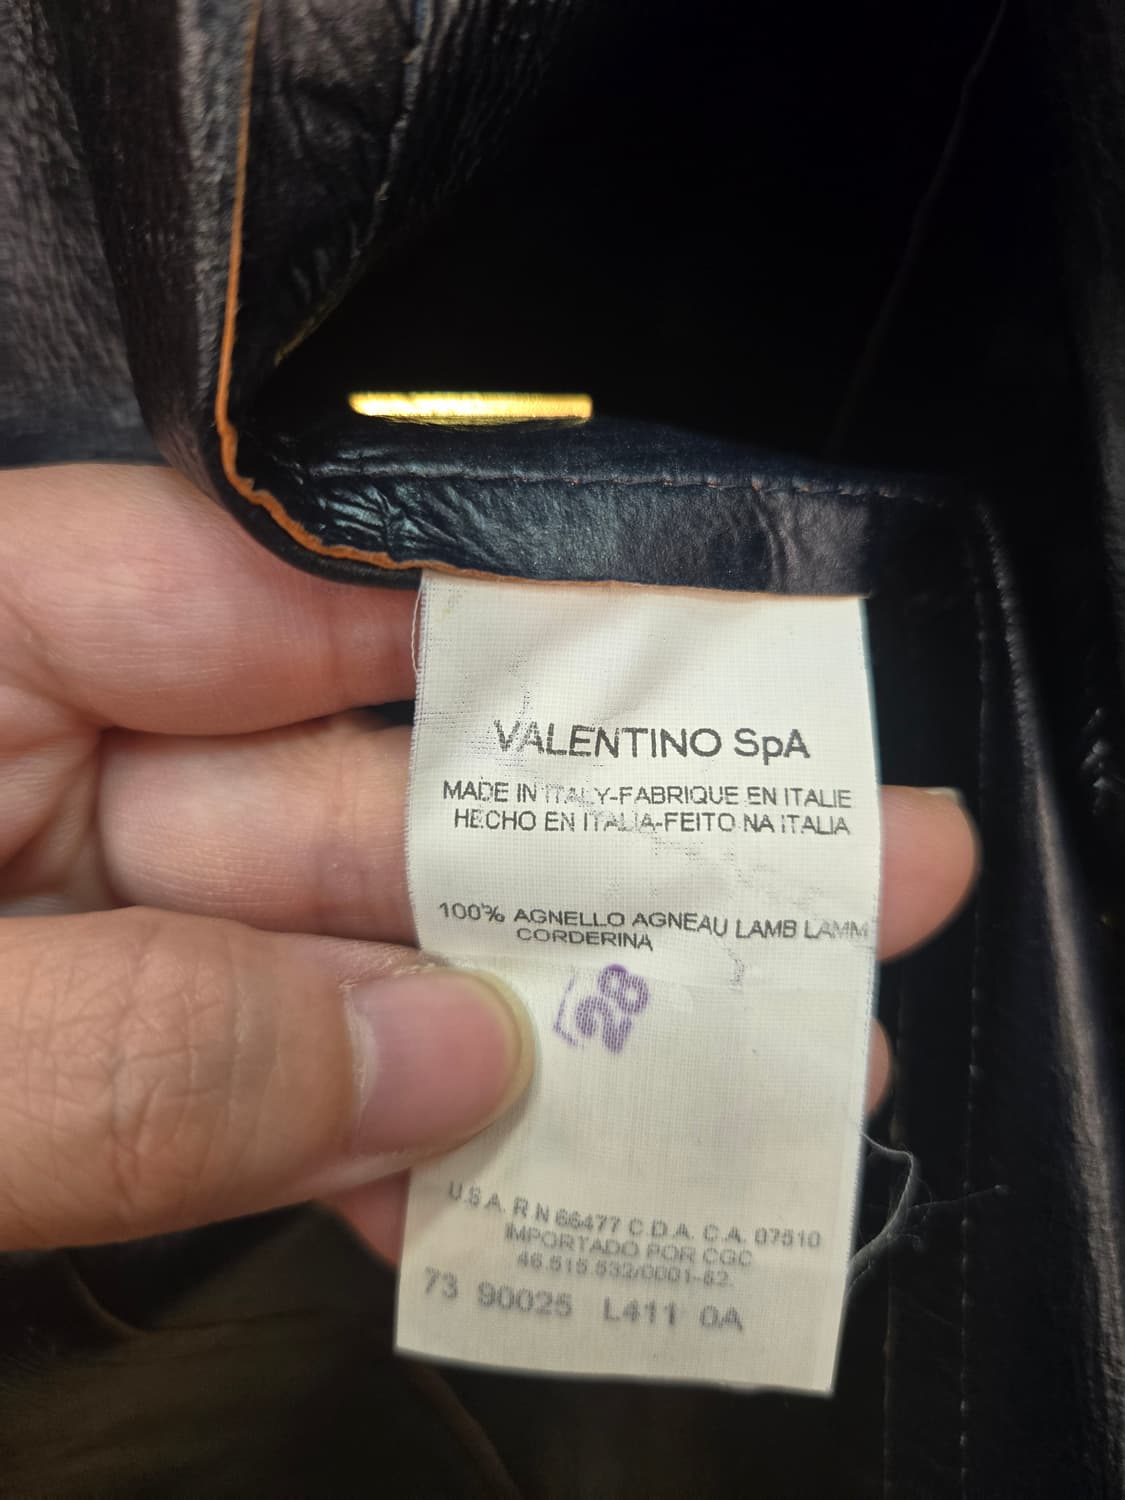 VALENTINO SpA
MADE IN ITALY-FABRIQUE EN ITALIE
HECHO EN ITALIA-FEITO NA ITALIA
100% AGNELLO AGNEAU LAMB LAMM
CORDERINA
28
U.S.A. R N 66477 C.D.A. C.A. 07510
IMPORTADO POR CGC
46.515.532/0001-62.
73 90025 L411 0A